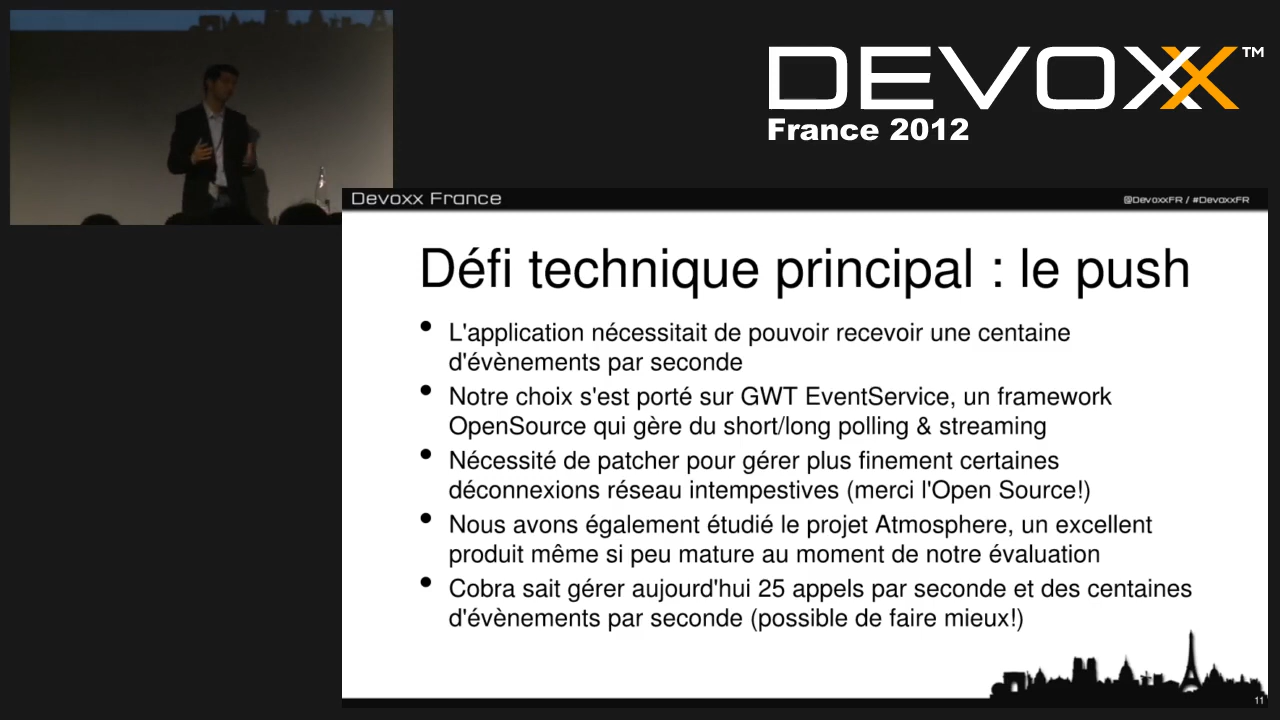 DEVOXX™
France 2012
Devoxx France
@DevoxxFR / #DevoxxFR
Défi technique principal : le push
• L'application nécessitait de pouvoir recevoir une centaine
d'évènements par seconde
• Notre choix s'est porté sur GWT EventService, un framework
OpenSource qui gère du short/long polling & streaming
• Nécessité de patcher pour gérer plus finement certaines
déconnexions réseau intempestives (merci l'Open Source!)
• Nous avons également étudié le projet Atmosphere, un excellent
produit même si peu mature au moment de notre évaluation
• Cobra sait gérer aujourd'hui 25 appels par seconde et des centaines
d'évènements par seconde (possible de faire mieux!)
11